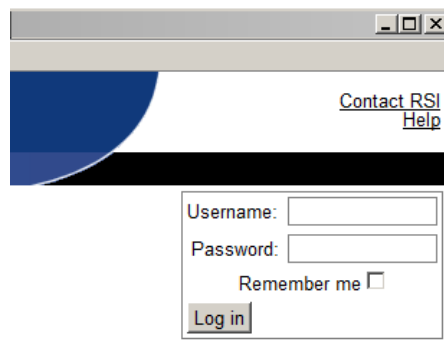 Contact RSI
Help
Username:
Password:
Remember me
Log in